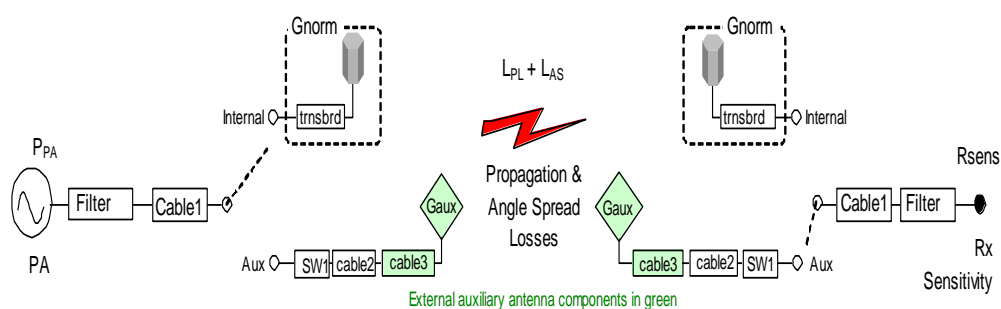 Gnorm
Gnorm
L_PL + L_AS
Internal
trnsbrd
trnsbrd
Internal
P_PA
Rsens
Filter
Cable1
Propagation &
Angle Spread
Losses
Gaux
Gaux
Cable1
Filter
PA
Aux
SW1
cable2
cable3
cable3
cable2
SW1
Aux
Rx
Sensitivity
External auxiliary antenna components in green